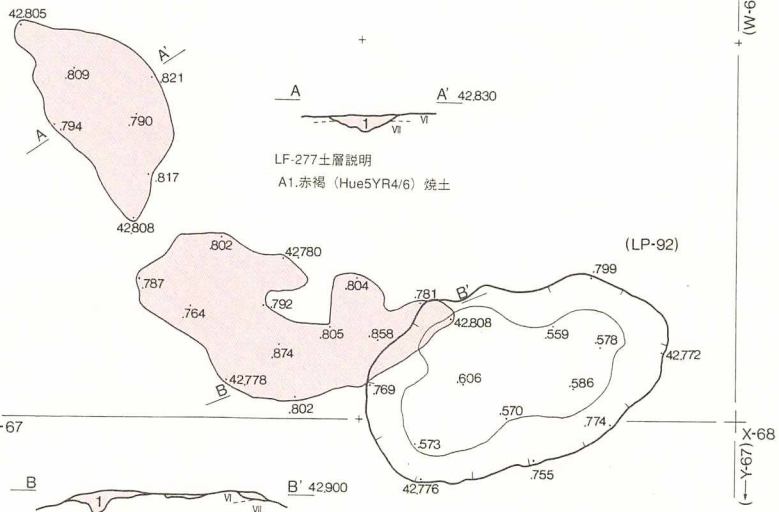 42.805
(W-6
A'
.821
.809
A
A' 42.830
.794
.790
A
1
VI
VII
LF-277土層説明
A1.赤褐（Hue5YR4/6）焼土
.817
42.808
.802
42.780
(LP-92)
.799
.787
.804
.781
B'
.764
.792
42.808
.805
.858
.559
.578
.874
42.772
42.778
.606
.586
B
.769
.802
.570
.774
-67
X-68
.573
(Y-67)
.755
42.776
B
B' 42.900
1
VI
VII